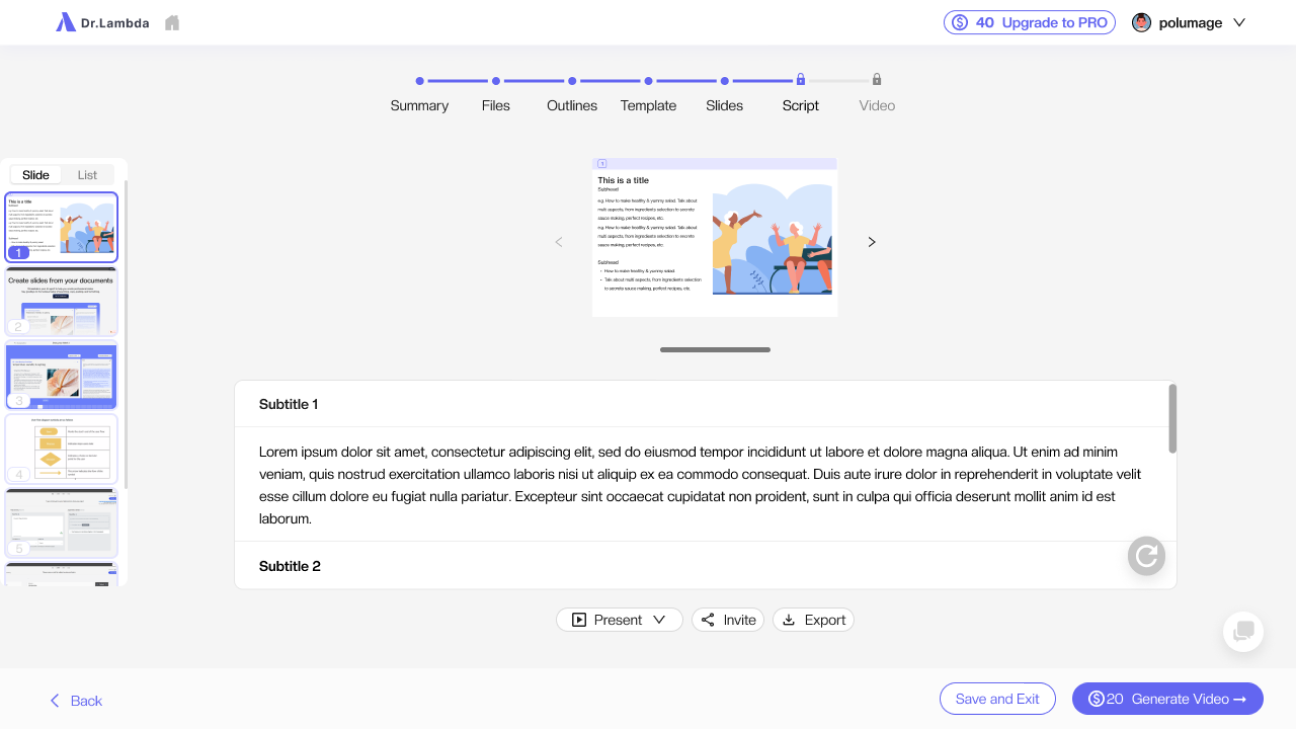 Dr.Lambda
40 Upgrade to PRO
polumage
Summary
Files
Outlines
Template
Slides
Script
Video
Slide
List
This is a title
1
Create slides from your documents
2
3
4
5
This is a title
Subhead
e.g. How to make healthy & yummy salad. Talk about
multi aspects, from ingredients selection to secrete
sauce making, perfect recipes, etc.
e.g. How to make healthy & yummy salad. Talk about
multi aspects, from ingredients selection to secrete
sauce making, perfect recipes, etc.
Subhead
• How to make healthy & yummy salad.
• Talk about multi aspects, from ingredients selection
to secrete sauce making, perfect recipes, etc.
Subtitle 1
Lorem ipsum dolor sit amet, consectetur adipiscing elit, sed do eiusmod tempor incididunt ut labore et dolore magna aliqua. Ut enim ad minim
veniam, quis nostrud exercitation ullamco laboris nisi ut aliquip ex ea commodo consequat. Duis aute irure dolor in reprehenderit in voluptate velit
esse cillum dolore eu fugiat nulla pariatur. Excepteur sint occaecat cupidatat non proident, sunt in culpa qui officia deserunt mollit anim id est
laborum.
Subtitle 2
Present
Invite
Export
Back
Save and Exit
20 Generate Video →